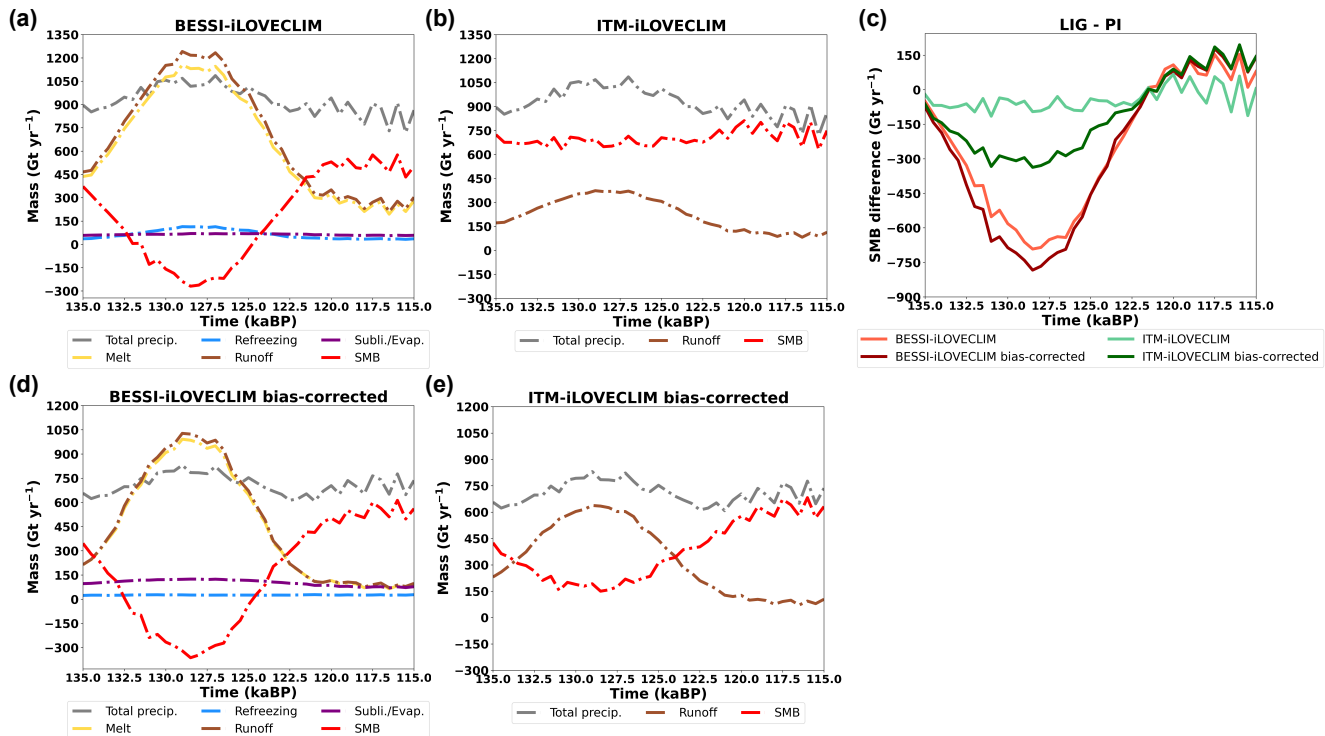 (a)
BESSI-iLOVECLIM
1350
1200
1050
900
750
600
450
300
150
0
−150
−300
Mass (Gt yr⁻¹)
135.0 132.5 130.0 127.5 125.0 122.5 120.0 117.5 115.0
Time (kaBP)
Total precip. Refreezing Subli./Evap.
Melt Runoff SMB
(b)
ITM-iLOVECLIM
1350
1200
1050
900
750
600
450
300
150
0
−150
−300
Mass (Gt yr⁻¹)
135.0 132.5 130.0 127.5 125.0 122.5 120.0 117.5 115.0
Time (kaBP)
Total precip. Runoff SMB
(c)
LIG - PI
150
0
−150
−300
−450
−600
−750
−900
SMB difference (Gt yr⁻¹)
135.0 132.5 130.0 127.5 125.0 122.5 120.0 117.5 115.0
Time (kaBP)
BESSI-iLOVECLIM ITM-iLOVECLIM
BESSI-iLOVECLIM bias-corrected ITM-iLOVECLIM bias-corrected
(d)
BESSI-iLOVECLIM bias-corrected
1200
1050
900
750
600
450
300
150
0
−150
−300
Mass (Gt yr⁻¹)
135.0 132.5 130.0 127.5 125.0 122.5 120.0 117.5 115.0
Time (kaBP)
Total precip. Refreezing Subli./Evap.
Melt Runoff SMB
(e)
ITM-iLOVECLIM bias-corrected
1200
1050
900
750
600
450
300
150
0
−150
−300
Mass (Gt yr⁻¹)
135.0 132.5 130.0 127.5 125.0 122.5 120.0 117.5 115.0
Time (kaBP)
Total precip. Runoff SMB